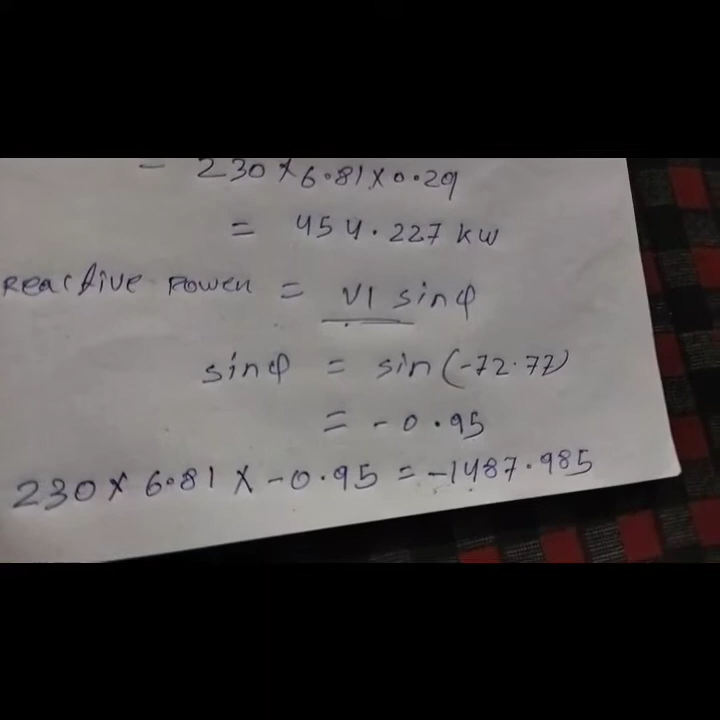 - 230 × 6.81 × 0.29
= 454.227 kw
Reactive Power = VI sinφ
sinφ = sin(-72.77)
= -0.95
230 × 6.81 × -0.95 = -1487.985